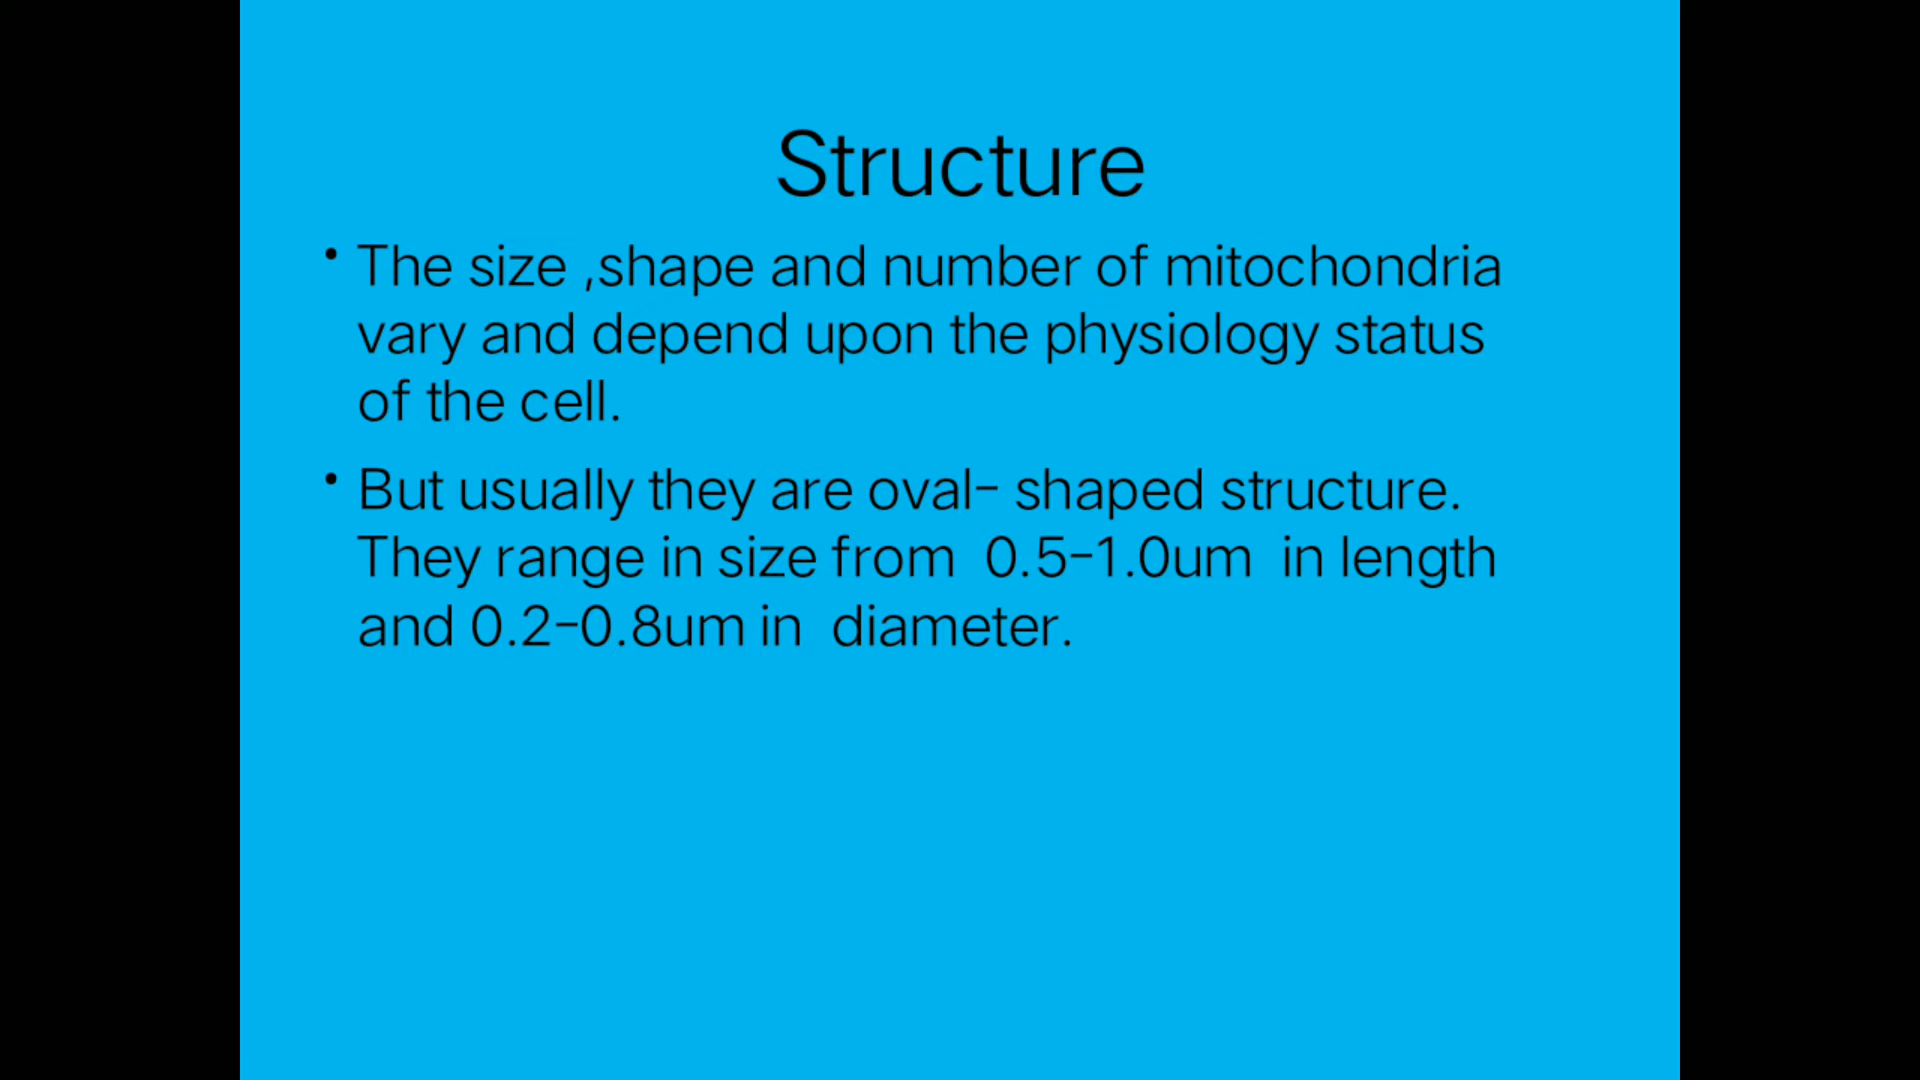 Structure
• The size ,shape and number of mitochondria
vary and depend upon the physiology status
of the cell.
• But usually they are oval- shaped structure.
They range in size from  0.5-1.0um  in length
and 0.2-0.8um in  diameter.